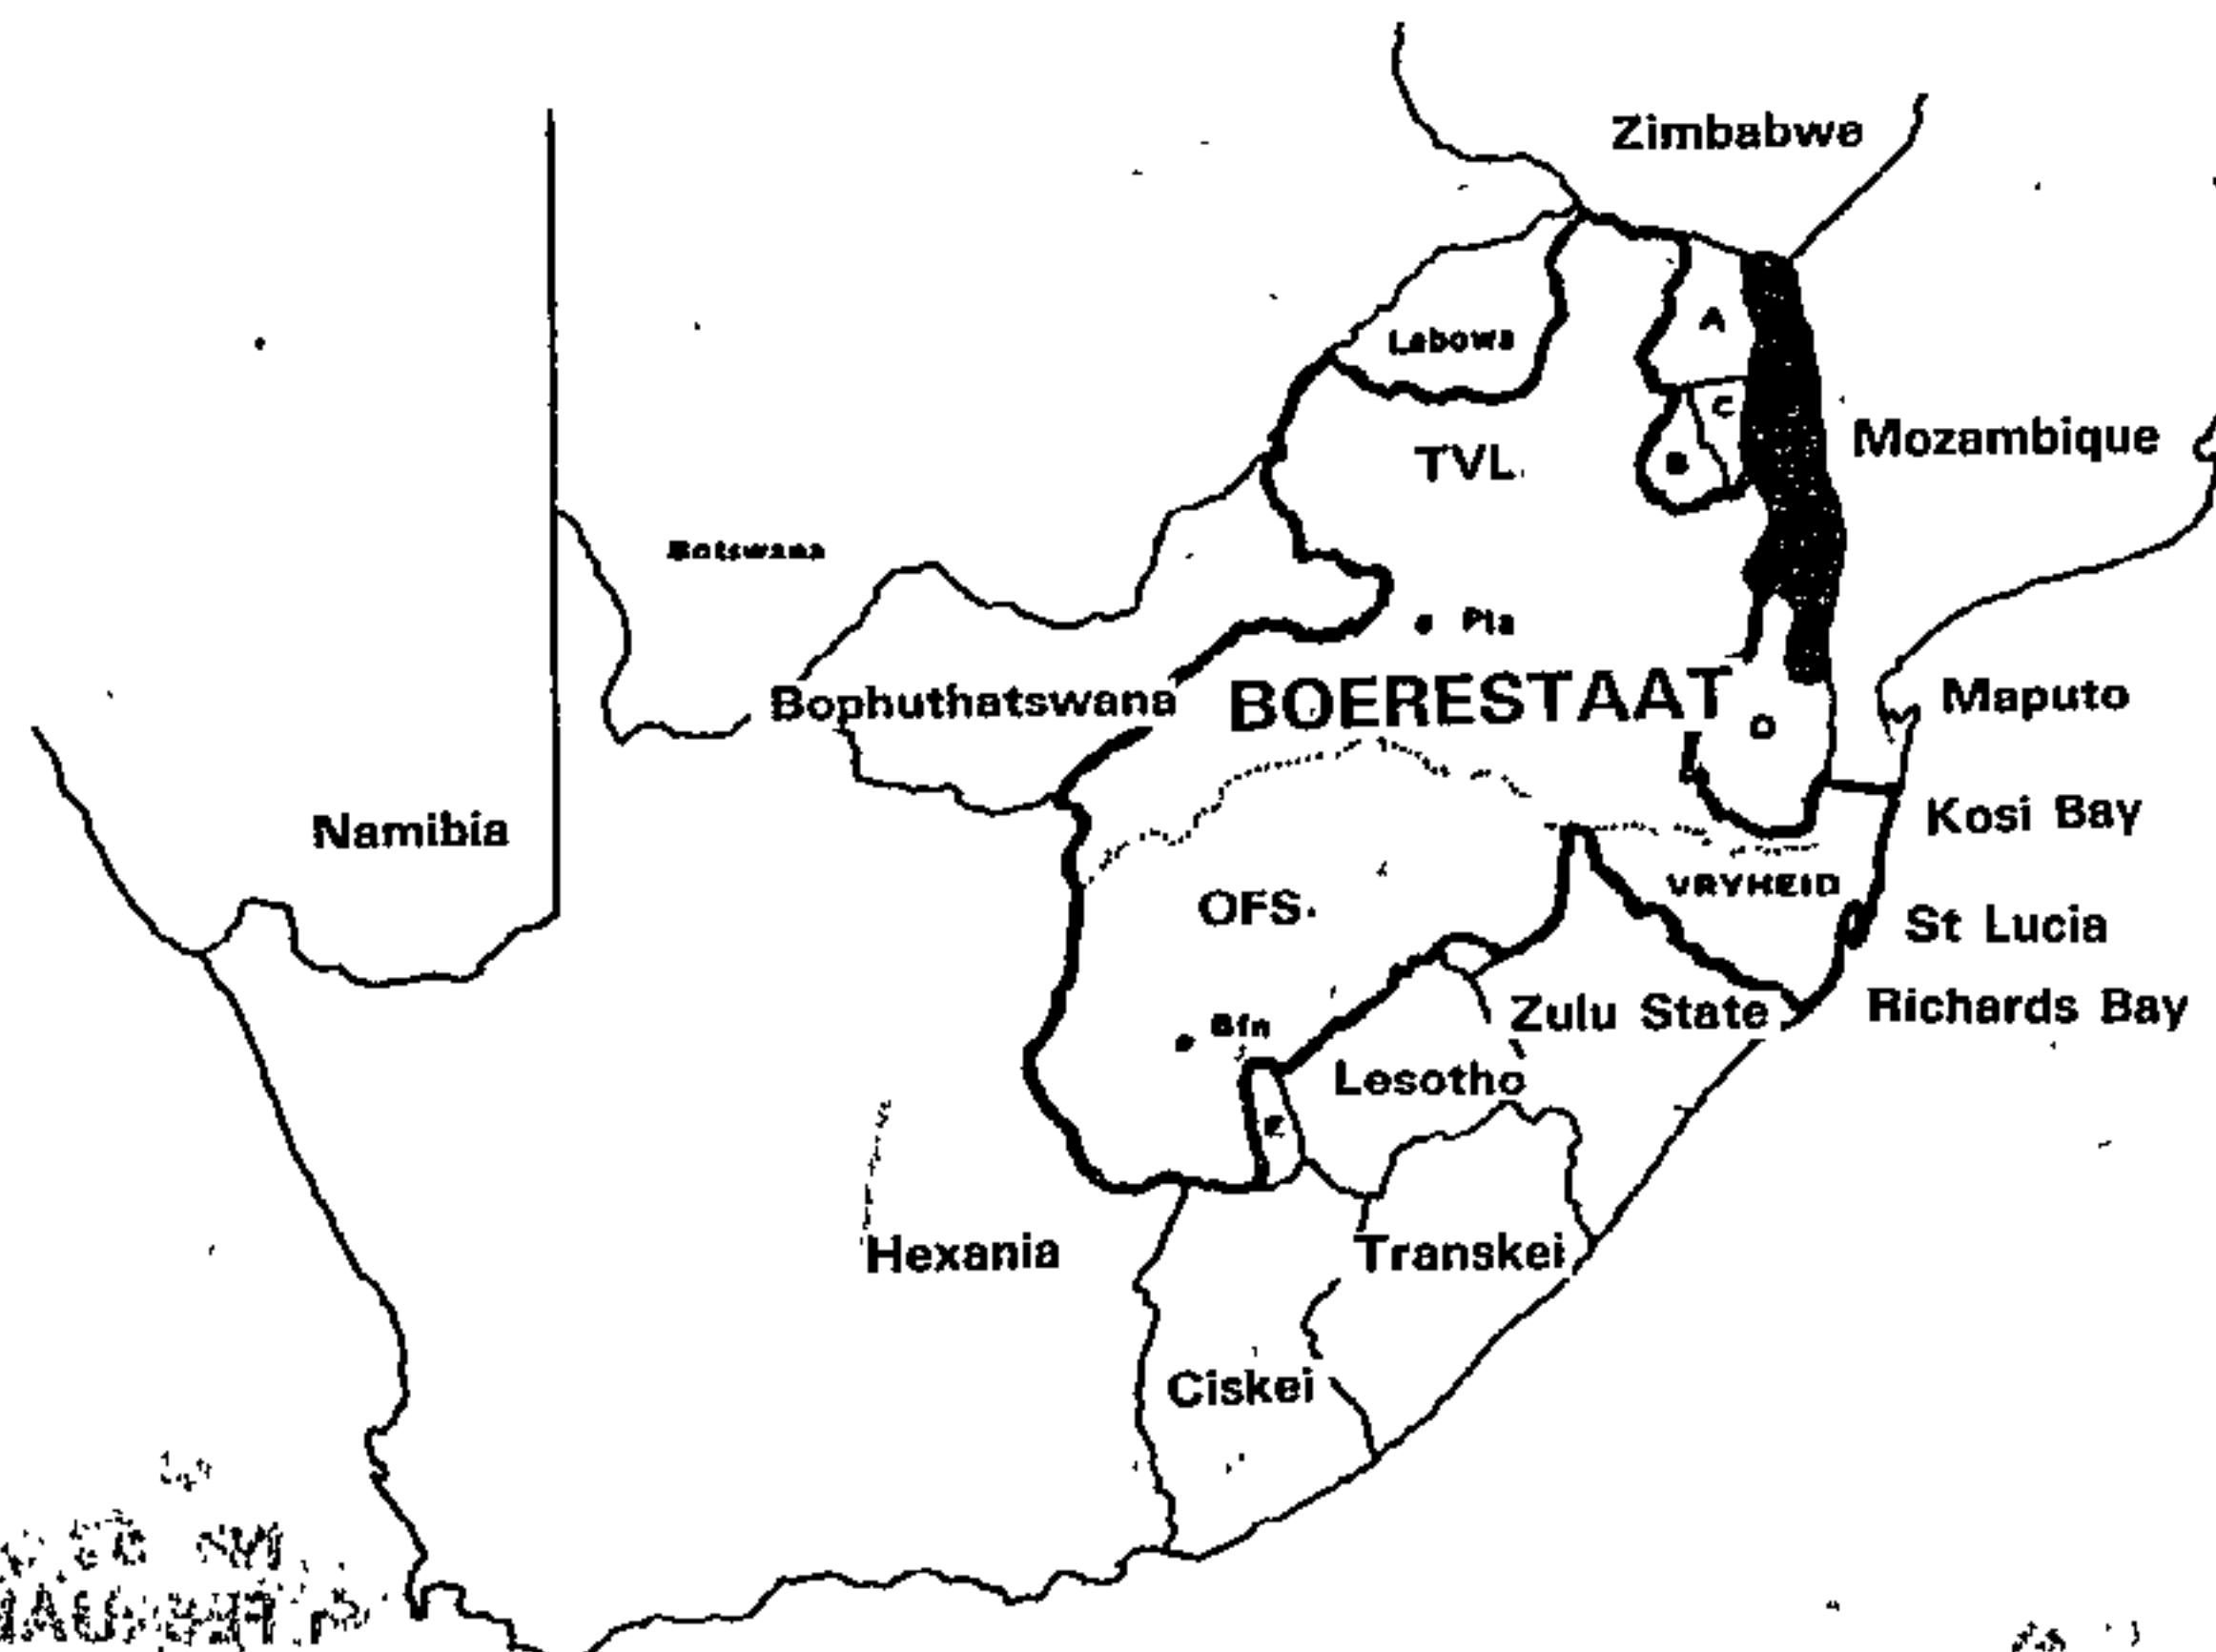 Zimbabwe
A
Lebowa
C
Mozambique
TVL.
Botswana
Pta
Bophuthatswana
BOERESTAAT
Maputo
O
Kosi Bay
Namibia
VRYHEID
OFS.
St Lucia
Zulu State
Richards Bay
Bfn
Lesotho
Hexania
Transkei
Ciskei